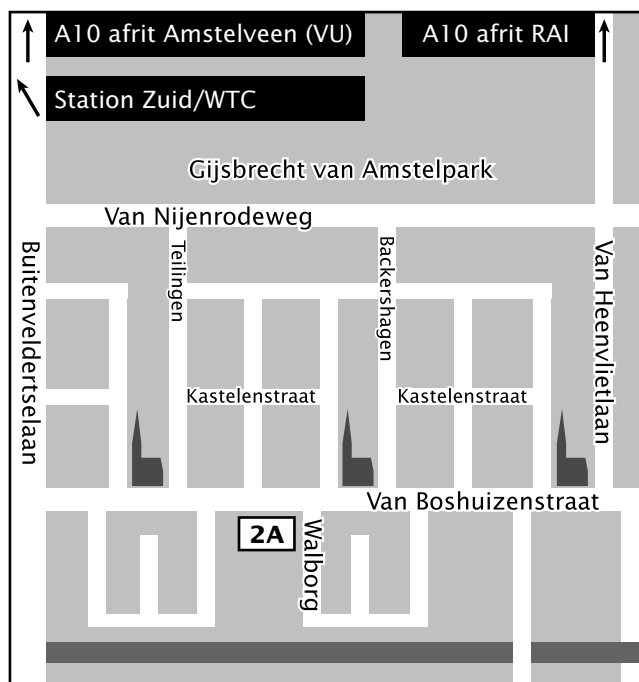 A10 afrit Amstelveen (VU)
A10 afrit RAI
Station Zuid/WTC
Gijsbrecht van Amstelpark
Van Nijenrodeweg
Buitenveldertselaan
Teilingen
Backershagen
Van Heenvlietlaan
Kastelenstraat
Kastelenstraat
Van Boshuizenstraat
2A
Walborg